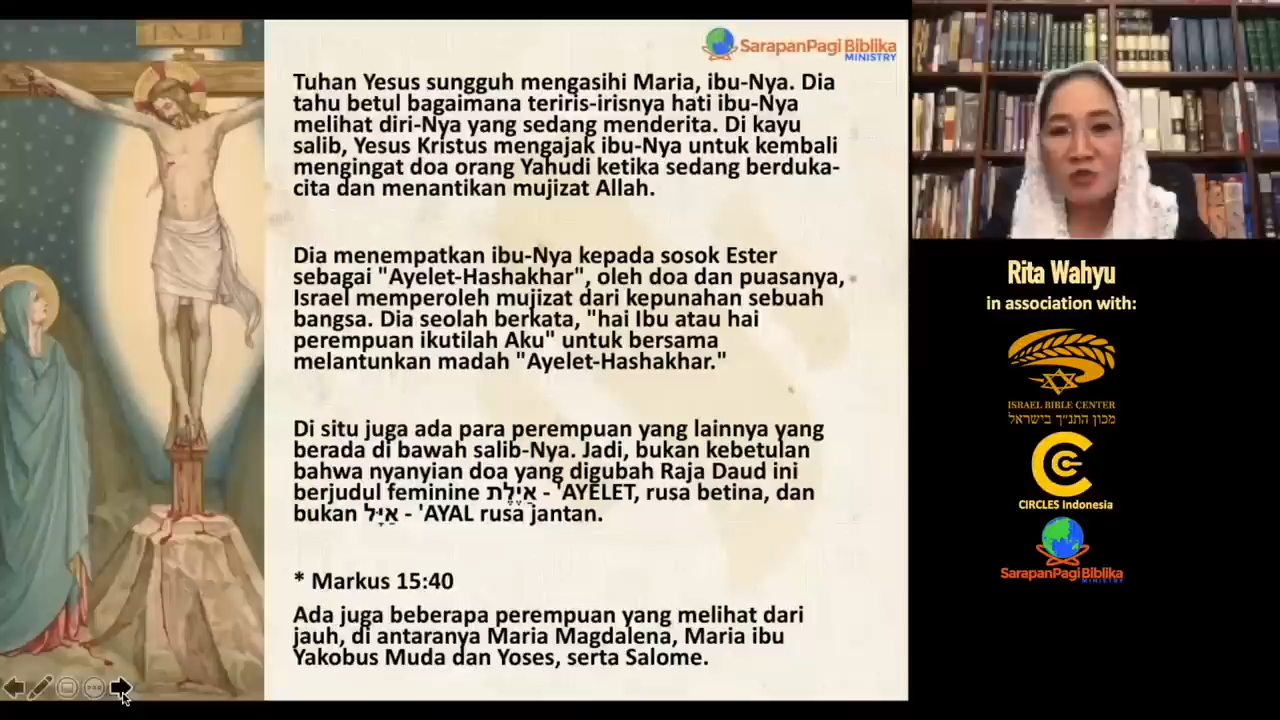 SarapanPagi Biblika
MINISTRY
Tuhan Yesus sungguh mengasihi Maria, ibu-Nya. Dia
tahu betul bagaimana teriris-irisnya hati ibu-Nya
melihat diri-Nya yang sedang menderita. Di kayu
salib, Yesus Kristus mengajak ibu-Nya untuk kembali
mengingat doa orang Yahudi ketika sedang berduka-
cita dan menantikan mujizat Allah.
Dia menempatkan ibu-Nya kepada sosok Ester
sebagai "Ayelet-Hashakhar", oleh doa dan puasanya,
Israel memperoleh mujizat dari kepunahan sebuah
bangsa. Dia seolah berkata, "hai Ibu atau hai
perempuan ikutilah Aku" untuk bersama
melantunkan madah "Ayelet-Hashakhar."
Di situ juga ada para perempuan yang lainnya yang
berada di bawah salib-Nya. Jadi, bukan kebetulan
bahwa nyanyian doa yang digubah Raja Daud ini
berjudul feminine אַיֶּלֶת - 'AYELET, rusa betina, dan
bukan אַיָּל - 'AYAL rusa jantan.
* Markus 15:40
Ada juga beberapa perempuan yang melihat dari
jauh, di antaranya Maria Magdalena, Maria ibu
Yakobus Muda dan Yoses, serta Salome.
Rita Wahyu
in association with:
ISRAEL BIBLE CENTER
מכון התנ"ך בישראל
CIRCLES Indonesia
SarapanPagi Biblika
MINISTRY